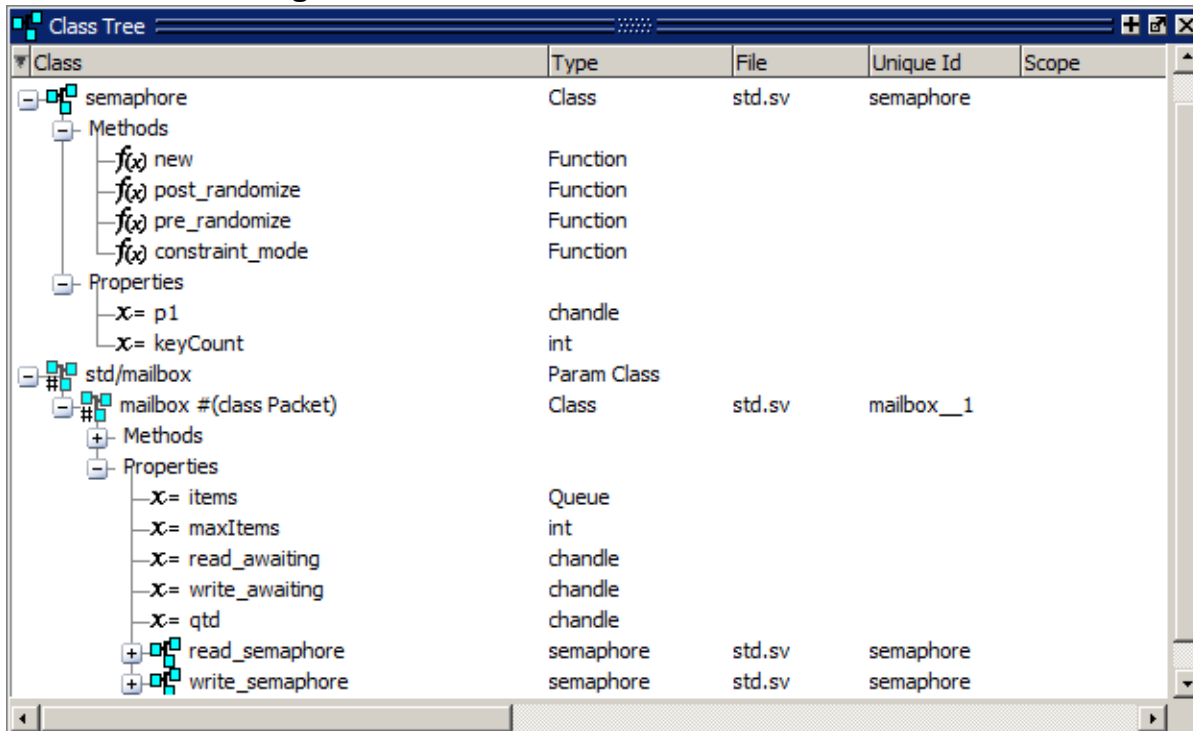 Class Tree
Class Type File Unique Id Scope
semaphore Class std.sv semaphore
Methods
f(x) new Function
f(x) post_randomize Function
f(x) pre_randomize Function
f(x) constraint_mode Function
Properties
x= p1 chandle
x= keyCount int
std/mailbox Param Class
mailbox #(class Packet) Class std.sv mailbox__1
Methods
Properties
x= items Queue
x= maxItems int
x= read_awaiting chandle
x= write_awaiting chandle
x= qtd chandle
read_semaphore semaphore std.sv semaphore
write_semaphore semaphore std.sv semaphore